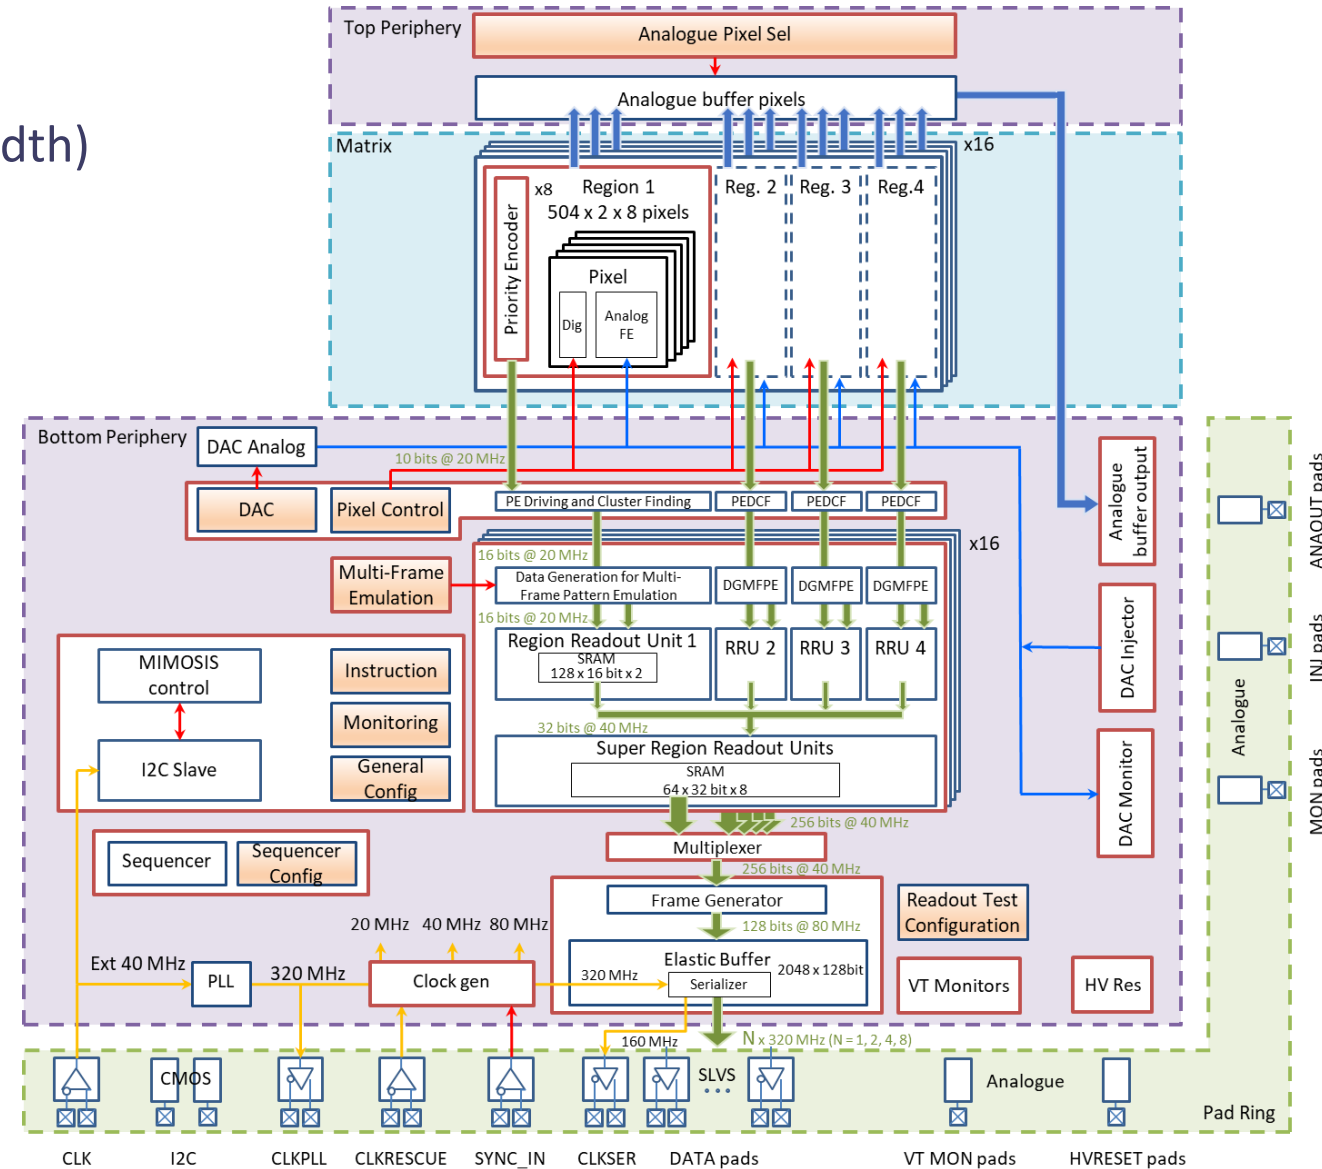 dth)
Top Periphery
Analogue Pixel Sel
Analogue buffer pixels
Matrix
x16
x8
Region 1
504 x 2 x 8 pixels
Reg. 2
Reg. 3
Reg.4
Priority Encoder
Pixel
Dig
Analog
FE
Bottom Periphery
DAC Analog
10 bits @ 20 MHz
DAC
Pixel Control
PE Driving and Cluster Finding
PEDCF
PEDCF
PEDCF
Analogue
buffer output
ANAOUT pads
16 bits @ 20 MHz
x16
Multi-Frame
Emulation
Data Generation for Multi-
Frame Pattern Emulation
DGMFPE
DGMFPE
DGMFPE
16 bits @ 20 MHz
Region Readout Unit 1
SRAM
128 x 16 bit x 2
RRU 2
RRU 3
RRU 4
DAC Injector
INJ pads
MIMOSIS
control
Instruction
Monitoring
General
Config
I2C Slave
32 bits @ 40 MHz
Super Region Readout Units
SRAM
64 x 32 bit x 8
Analogue
DAC Monitor
MON pads
256 bits @ 40 MHz
Multiplexer
256 bits @ 40 MHz
Sequencer
Sequencer
Config
Frame Generator
128 bits @ 80 MHz
Readout Test
Configuration
20 MHz
40 MHz
80 MHz
Elastic Buffer
2048 x 128bit
Serializer
Ext 40 MHz
PLL
320 MHz
Clock gen
320 MHz
VT Monitors
HV Res
160 MHz
N x 320 MHz (N = 1, 2, 4, 8)
CMOS
SLVS
...
Analogue
Pad Ring
CLK
I2C
CLKPLL
CLKRESCUE
SYNC_IN
CLKSER
DATA pads
VT MON pads
HVRESET pads